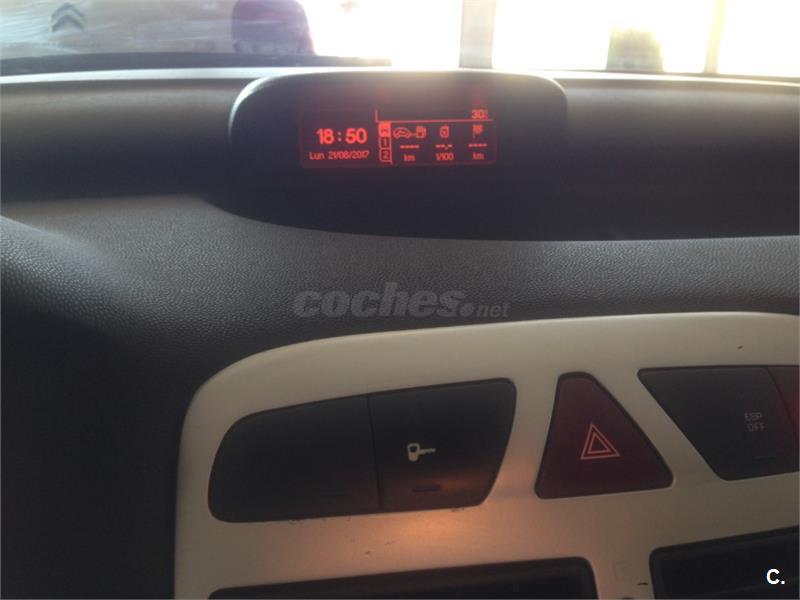 30
18:50
Lun 21/08/2017
1
2
---- km
--.- l/100
---- km
coches.net
ESP
OFF
C.